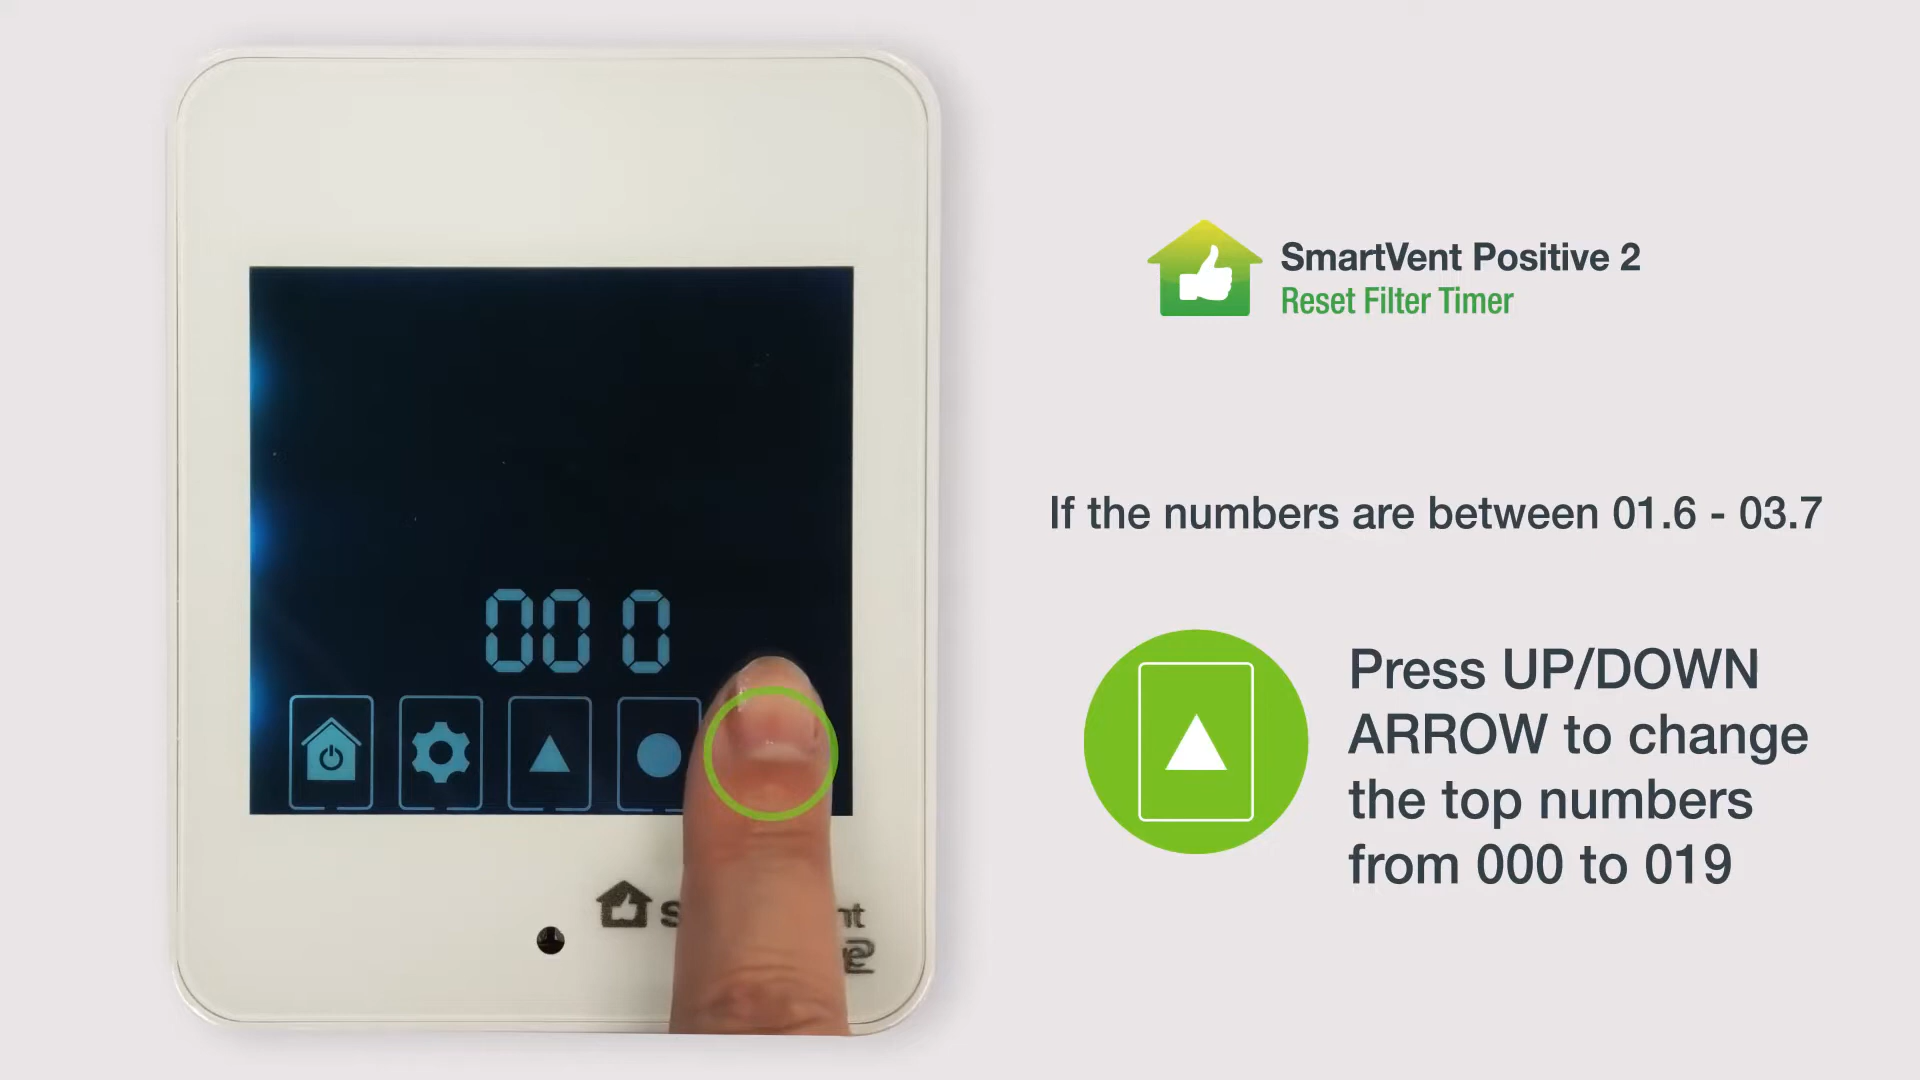 SmartVent Positive 2
Reset Filter Timer
If the numbers are between 01.6 - 03.7
Press UP/DOWN
ARROW to change
the top numbers
from 000 to 019
000